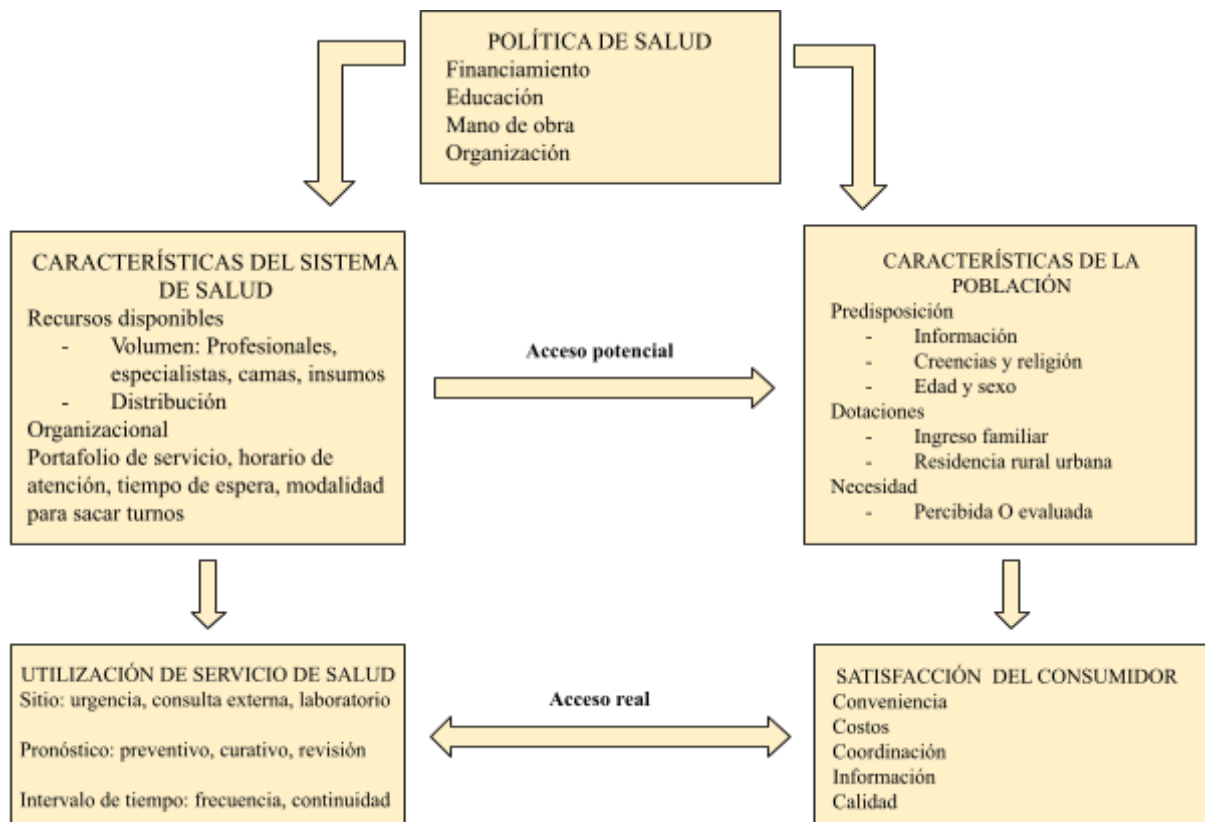 POLÍTICA DE SALUD
Financiamiento
Educación
Mano de obra
Organización
CARACTERÍSTICAS DEL SISTEMA
DE SALUD
Recursos disponibles
- Volumen: Profesionales,
especialistas, camas, insumos
- Distribución
Organizacional
Portafolio de servicio, horario de
atención, tiempo de espera, modalidad
para sacar turnos
Acceso potencial
CARACTERÍSTICAS DE LA
POBLACIÓN
Predisposición
- Información
- Creencias y religión
- Edad y sexo
Dotaciones
- Ingreso familiar
- Residencia rural urbana
Necesidad
- Percibida O evaluada
UTILIZACIÓN DE SERVICIO DE SALUD
Sitio: urgencia, consulta externa, laboratorio
Pronóstico: preventivo, curativo, revisión
Intervalo de tiempo: frecuencia, continuidad
Acceso real
SATISFACCIÓN DEL CONSUMIDOR
Conveniencia
Costos
Coordinación
Información
Calidad